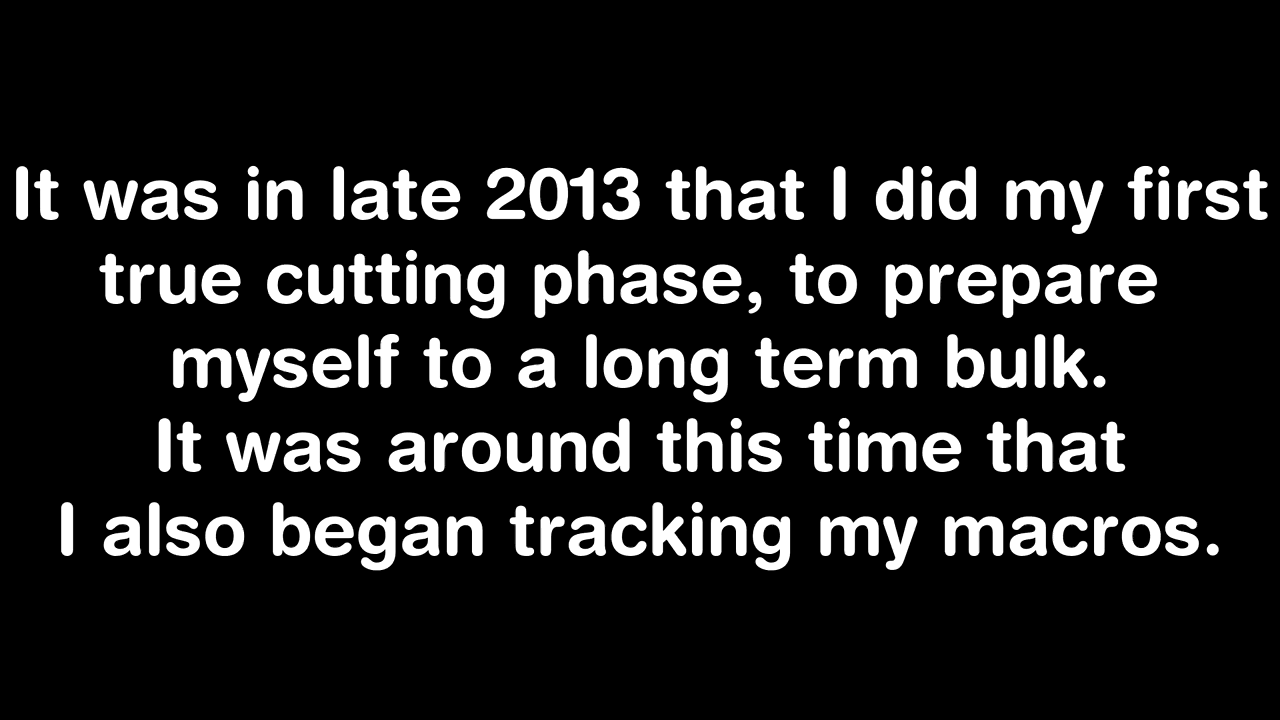 It was in late 2013 that I did my first
true cutting phase, to prepare
myself to a long term bulk.
It was around this time that
I also began tracking my macros.